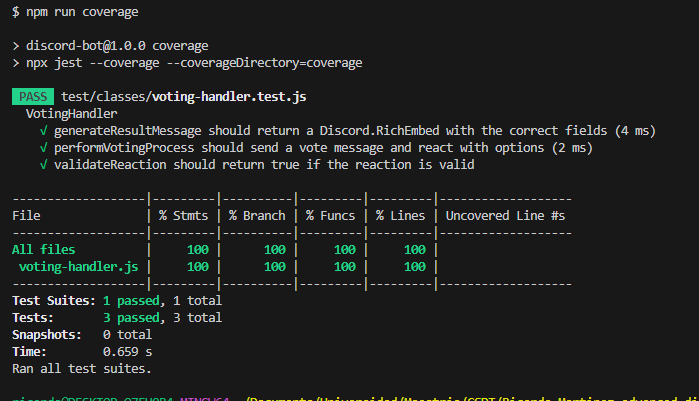 $ npm run coverage
> discord-bot@1.0.0 coverage
> npx jest --coverage --coverageDirectory=coverage
PASS test/classes/voting-handler.test.js
VotingHandler
√ generateResultMessage should return a Discord.RichEmbed with the correct fields (4 ms)
√ performVotingProcess should send a vote message and react with options (2 ms)
√ validateReaction should return true if the reaction is valid
-------------------|---------|----------|---------|---------|-------------------
File | % Stmts | % Branch | % Funcs | % Lines | Uncovered Line #s
-------------------|---------|----------|---------|---------|-------------------
All files | 100 | 100 | 100 | 100 |
voting-handler.js | 100 | 100 | 100 | 100 |
-------------------|---------|----------|---------|---------|-------------------
Test Suites: 1 passed, 1 total
Tests: 3 passed, 3 total
Snapshots: 0 total
Time: 0.659 s
Ran all test suites.